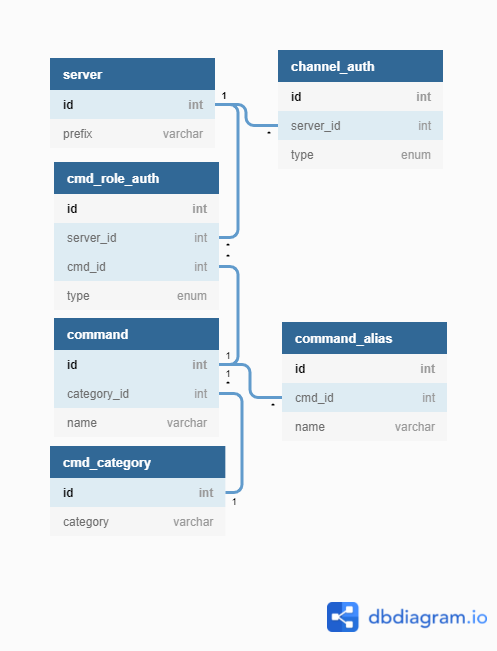 server
id int
prefix varchar
channel_auth
id int
server_id int
type enum
cmd_role_auth
id int
server_id int
cmd_id int
type enum
command
id int
category_id int
name varchar
command_alias
id int
cmd_id int
name varchar
cmd_category
id int
category varchar
1
*
*
*
1
1
*
*
1
dbdiagram.io